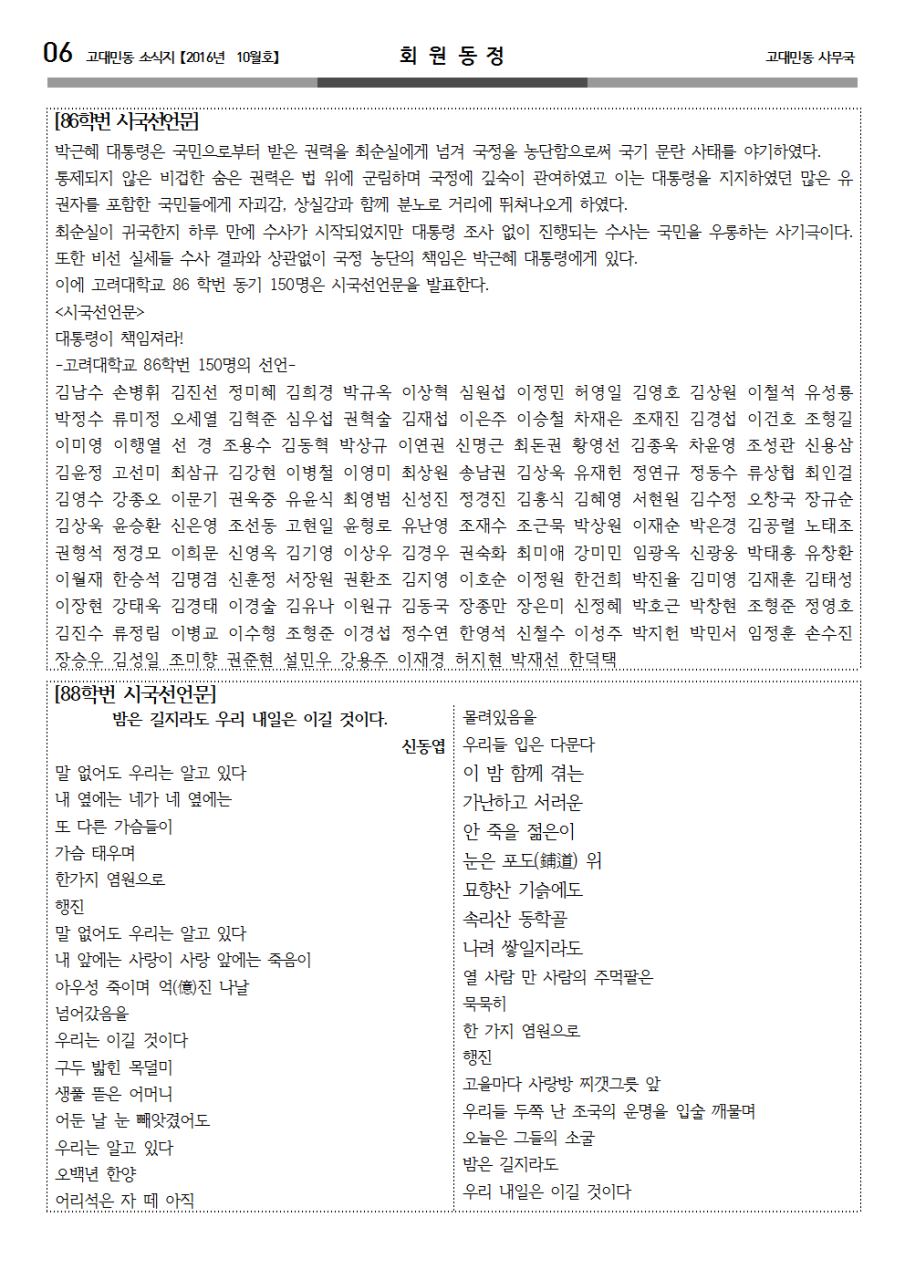 06 고대민동 소식지【2016년 10월호】 회 원 동 정 고대민동 사무국
[86학번 시국선언문]
박근혜 대통령은 국민으로부터 받은 권력을 최순실에게 넘겨 국정을 농단함으로써 국기 문란 사태를 야기하였다.
통제되지 않은 비겁한 숨은 권력은 법 위에 군림하며 국정에 깊숙이 관여하였고 이는 대통령을 지지하였던 많은 유
권자를 포함한 국민들에게 자괴감, 상실감과 함께 분노로 거리에 뛰쳐나오게 하였다.
최순실이 귀국한지 하루 만에 수사가 시작되었지만 대통령 조사 없이 진행되는 수사는 국민을 우롱하는 사기극이다.
또한 비선 실세들 수사 결과와 상관없이 국정 농단의 책임은 박근혜 대통령에게 있다.
이에 고려대학교 86 학번 동기 150명은 시국선언문을 발표한다.
<시국선언문>
대통령이 책임져라!
-고려대학교 86학번 150명의 선언-
김남수 손병휘 김진선 정미혜 김희경 박규옥 이상혁 심원섭 이정민 허영일 김영호 김상원 이철석 유성룡
박정수 류미정 오세열 김혁준 심우섭 권혁술 김재섭 이은주 이승철 차재은 조재진 김경섭 이건호 조형길
이미영 이행열 선 경 조용수 김동혁 박상규 이연권 신명근 최돈권 황영선 김종욱 차윤영 조성관 신용삼
김윤정 고선미 최삼규 김강현 이병철 이영미 최상원 송남권 김상욱 유재헌 정연규 정동수 류상협 최인걸
김영수 강종오 이문기 권욱중 유윤식 최영범 신성진 정경진 김홍식 김혜영 서현원 김수정 오창국 장규순
김상욱 윤승환 신은영 조선동 고현일 윤형로 유난영 조재수 조근묵 박상원 이재순 박은경 김공렬 노태조
권형석 정경모 이희문 신영옥 김기영 이상우 김경우 권숙화 최미애 강미민 임광옥 신광웅 박태홍 유창환
이월재 한승석 김명겸 신훈정 서장원 권환조 김지영 이호순 이정원 한건희 박진율 김미영 김재훈 김태성
이장현 강태욱 김경태 이경술 김유나 이원규 김동국 장종만 장은미 신정혜 박호근 박창현 조형준 정영호
김진수 류정림 이병교 이수형 조형준 이경섭 정수연 한영석 신철수 이성주 박지헌 박민서 임정훈 손수진
장승우 김성일 조미향 권준현 설민우 강용주 이재경 허지현 박재선 한덕택
[88학번 시국선언문]
밤은 길지라도 우리 내일은 이길 것이다.
신동엽
말 없어도 우리는 알고 있다
내 옆에는 네가 네 옆에는
또 다른 가슴들이
가슴 태우며
한가지 염원으로
행진
말 없어도 우리는 알고 있다
내 앞에는 사랑이 사랑 앞에는 죽음이
아우성 죽이며 억(億)진 나날
넘어갔음을
우리는 이길 것이다
구두 밟힌 목덜미
생풀 뜯은 어머니
어둔 날 눈 빼앗겼어도
우리는 알고 있다
오백년 한양
어리석은 자 떼 아직
몰려있음을
우리들 입은 다문다
이 밤 함께 겪는
가난하고 서러운
안 죽을 젊은이
눈은 포도(鋪道) 위
묘향산 기슭에도
속리산 동학골
나려 쌓일지라도
열 사람 만 사람의 주먹팔은
묵묵히
한 가지 염원으로
행진
고을마다 사랑방 찌갯그릇 앞
우리들 두쪽 난 조국의 운명을 입술 깨물며
오늘은 그들의 소굴
밤은 길지라도
우리 내일은 이길 것이다